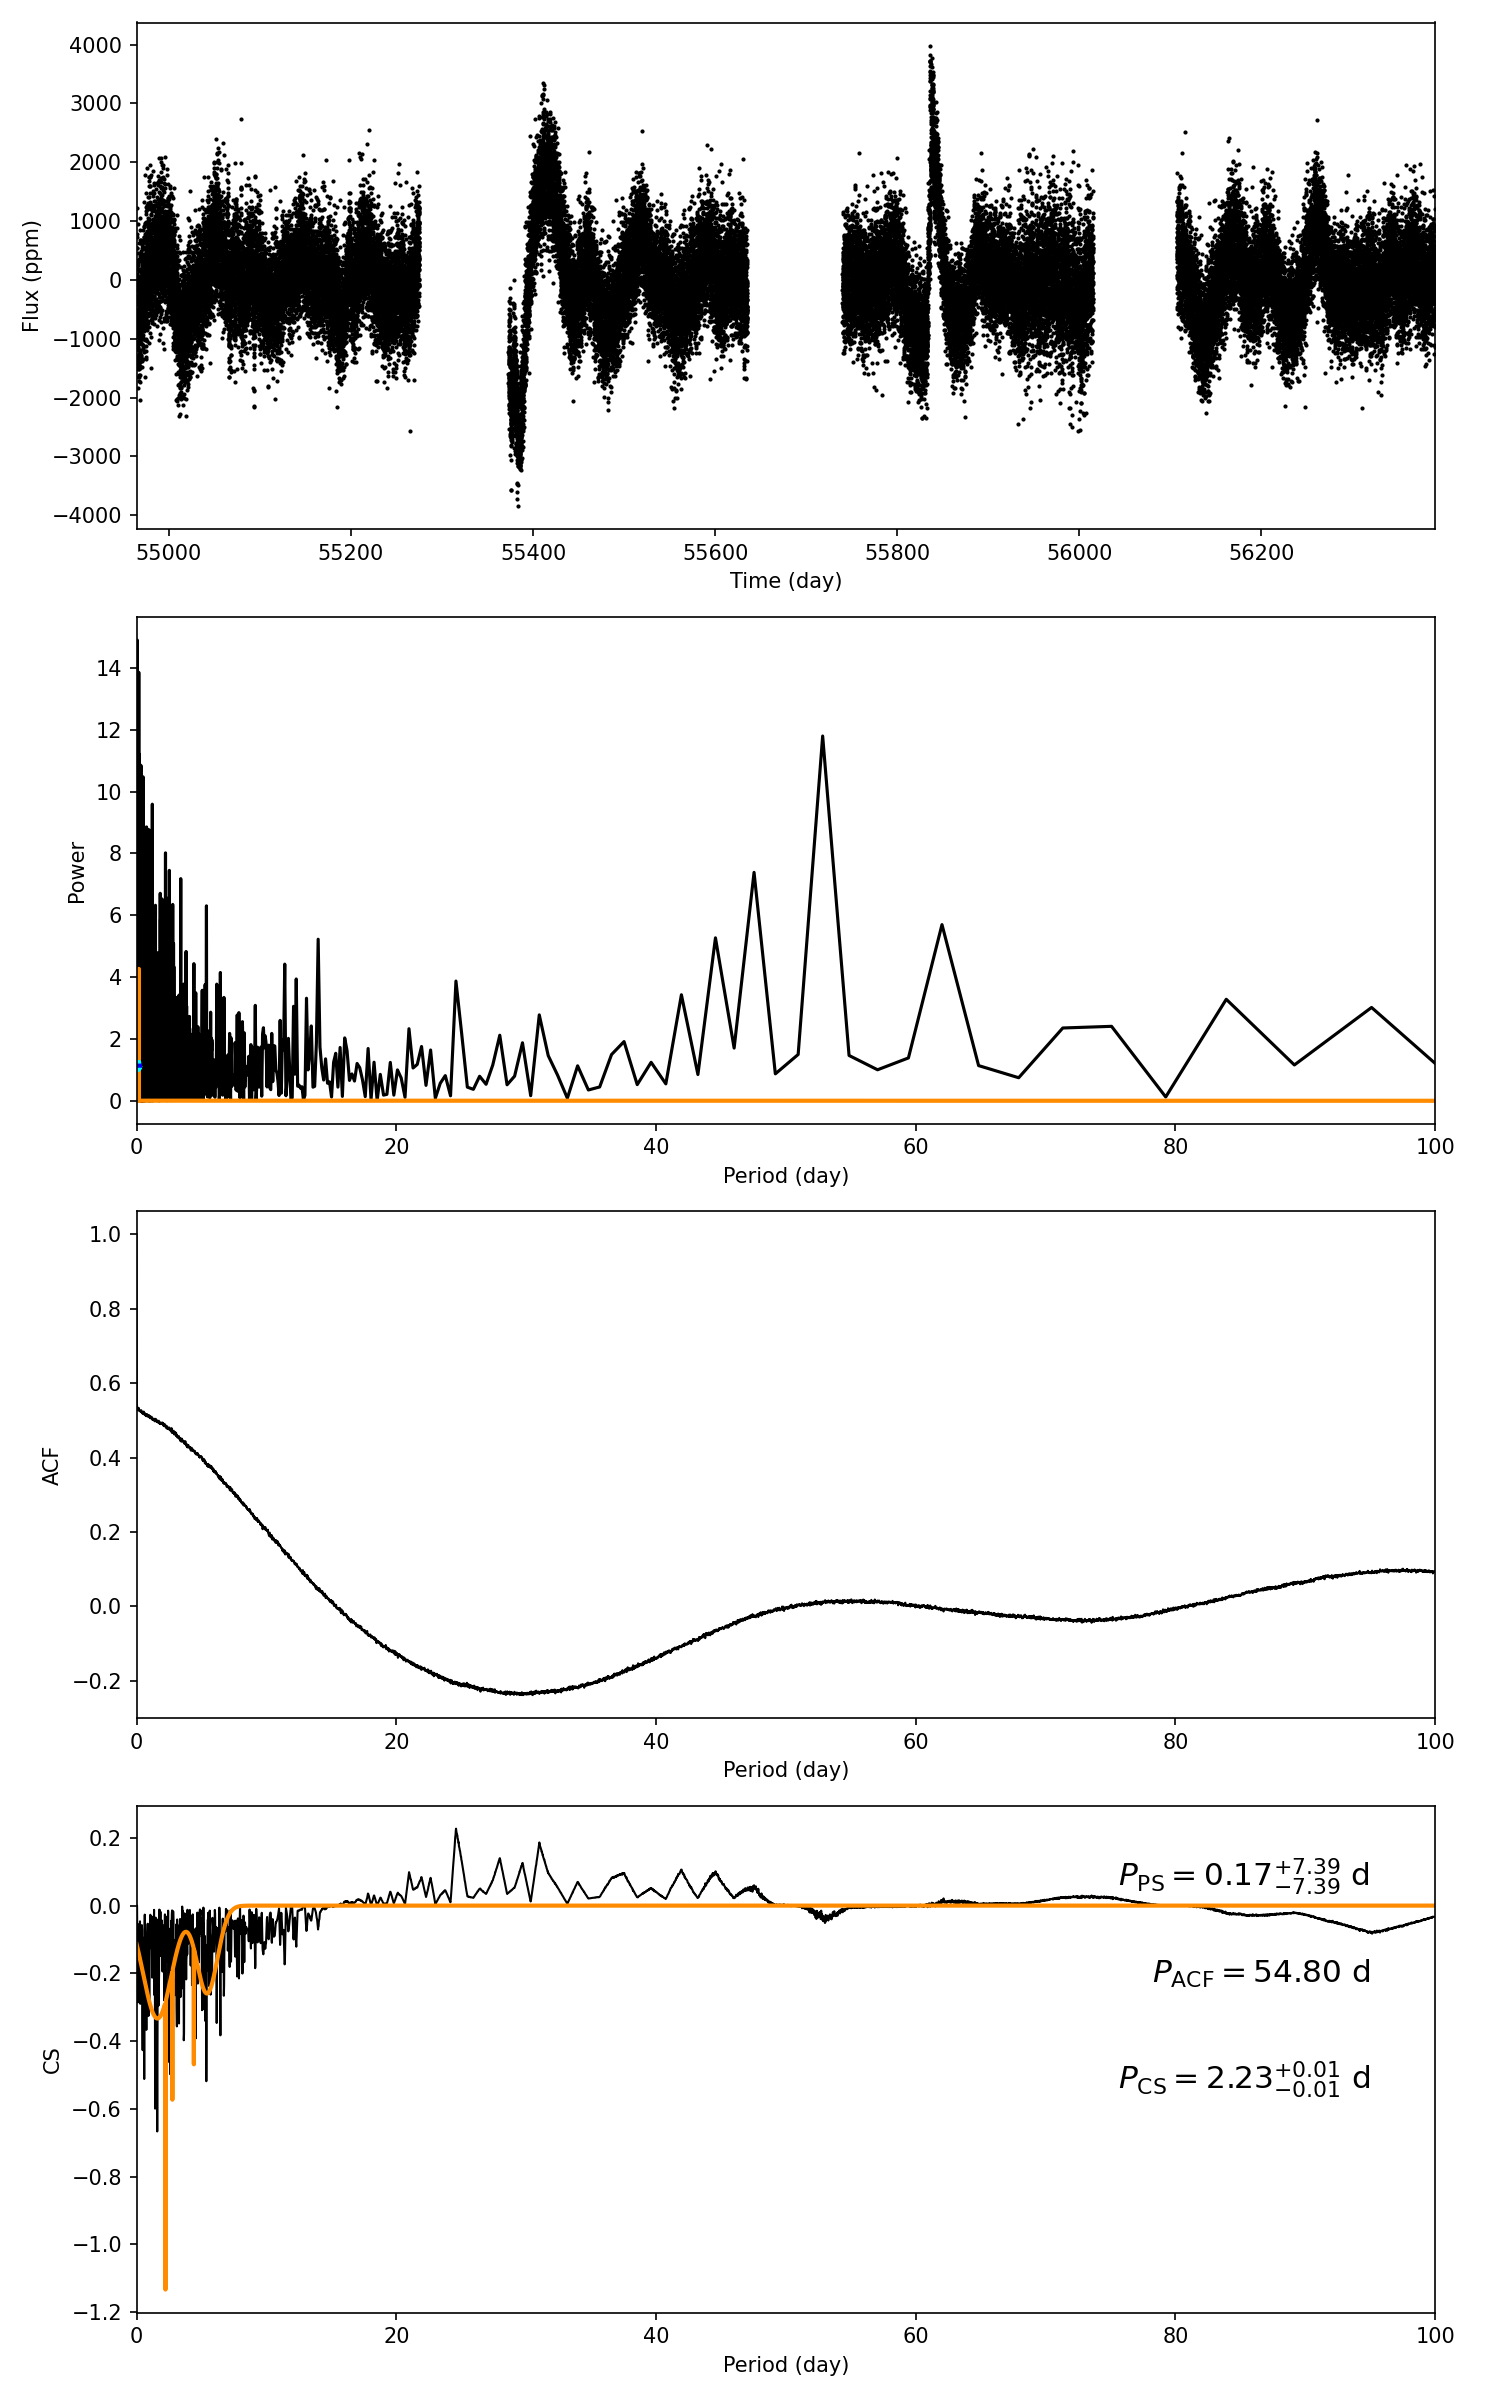 4000
3000
2000
1000
0
−1000
−2000
−3000
−4000
Flux (ppm)
55000 55200 55400 55600 55800 56000 56200
Time (day)
14
12
10
8
6
4
2
0
Power
0 20 40 60 80 100
Period (day)
1.0
0.8
0.6
0.4
0.2
0.0
−0.2
ACF
0 20 40 60 80 100
Period (day)
0.2
0.0
−0.2
−0.4
−0.6
−0.8
−1.0
−1.2
CS
P_PS = 0.17^{+7.39}_{−7.39} d
P_ACF = 54.80 d
P_CS = 2.23^{+0.01}_{−0.01} d
0 20 40 60 80 100
Period (day)